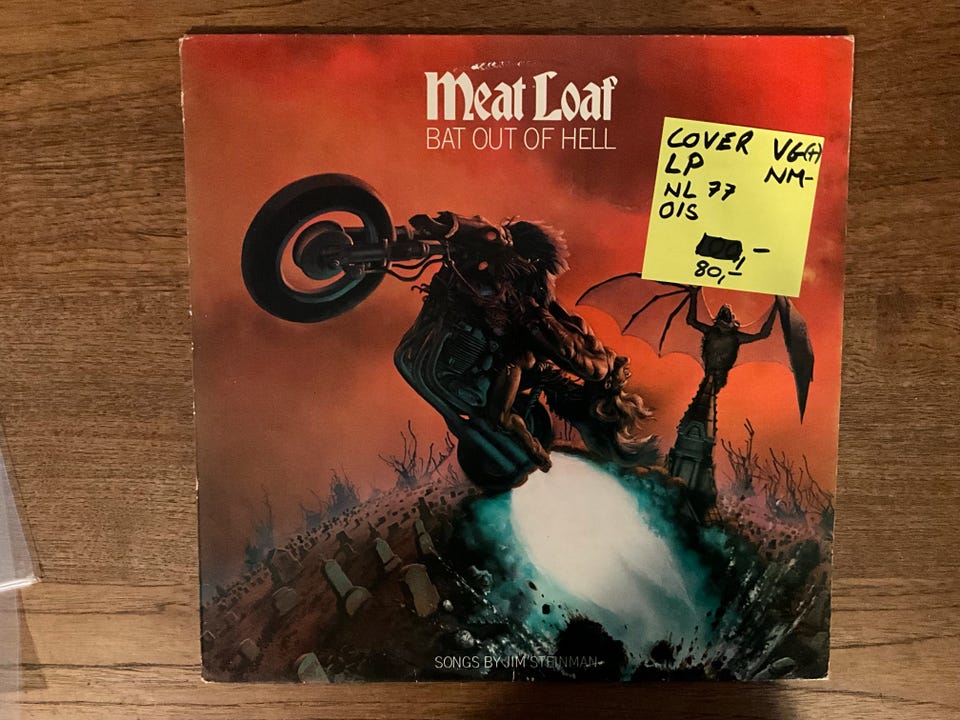 Meat Loaf
BAT OUT OF HELL
COVER VG(+)
LP NM-
NL 77
OIS
80,-
SONGS BY JIM STEINMAN